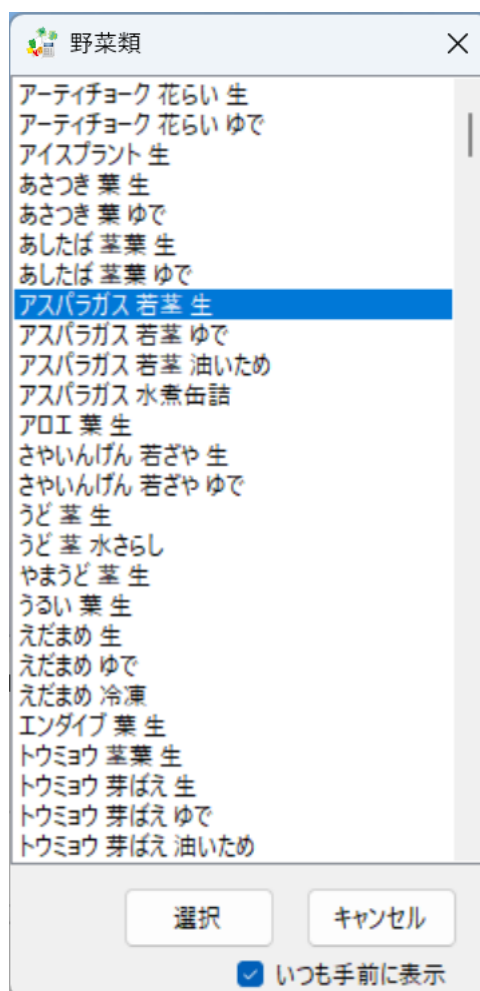 野菜類
アーティチョーク 花らい 生
アーティチョーク 花らい ゆで
アイスプラント 生
あさつき 葉 生
あさつき 葉 ゆで
あしたば 茎葉 生
あしたば 茎葉 ゆで
アスパラガス 若茎 生
アスパラガス 若茎 ゆで
アスパラガス 若茎 油いため
アスパラガス 水煮缶詰
アロエ 葉 生
さやいんげん 若ざや 生
さやいんげん 若ざや ゆで
うど 茎 生
うど 茎 水さらし
やまうど 茎 生
うるい 葉 生
えだまめ 生
えだまめ ゆで
えだまめ 冷凍
エンダイブ 葉 生
トウミョウ 茎葉 生
トウミョウ 芽ばえ 生
トウミョウ 芽ばえ ゆで
トウミョウ 芽ばえ 油いため
選択 キャンセル
いつも手前に表示